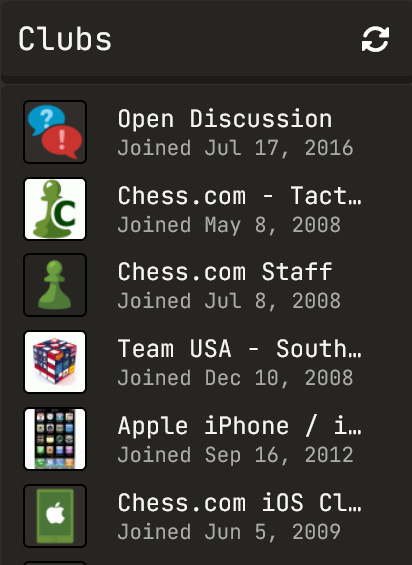 Clubs
Open Discussion
Joined Jul 17, 2016
Chess.com - Tact…
Joined May 8, 2008
Chess.com Staff
Joined Jul 8, 2008
Team USA - South…
Joined Dec 10, 2008
Apple iPhone / i…
Joined Sep 16, 2012
Chess.com iOS Cl…
Joined Jun 5, 2009